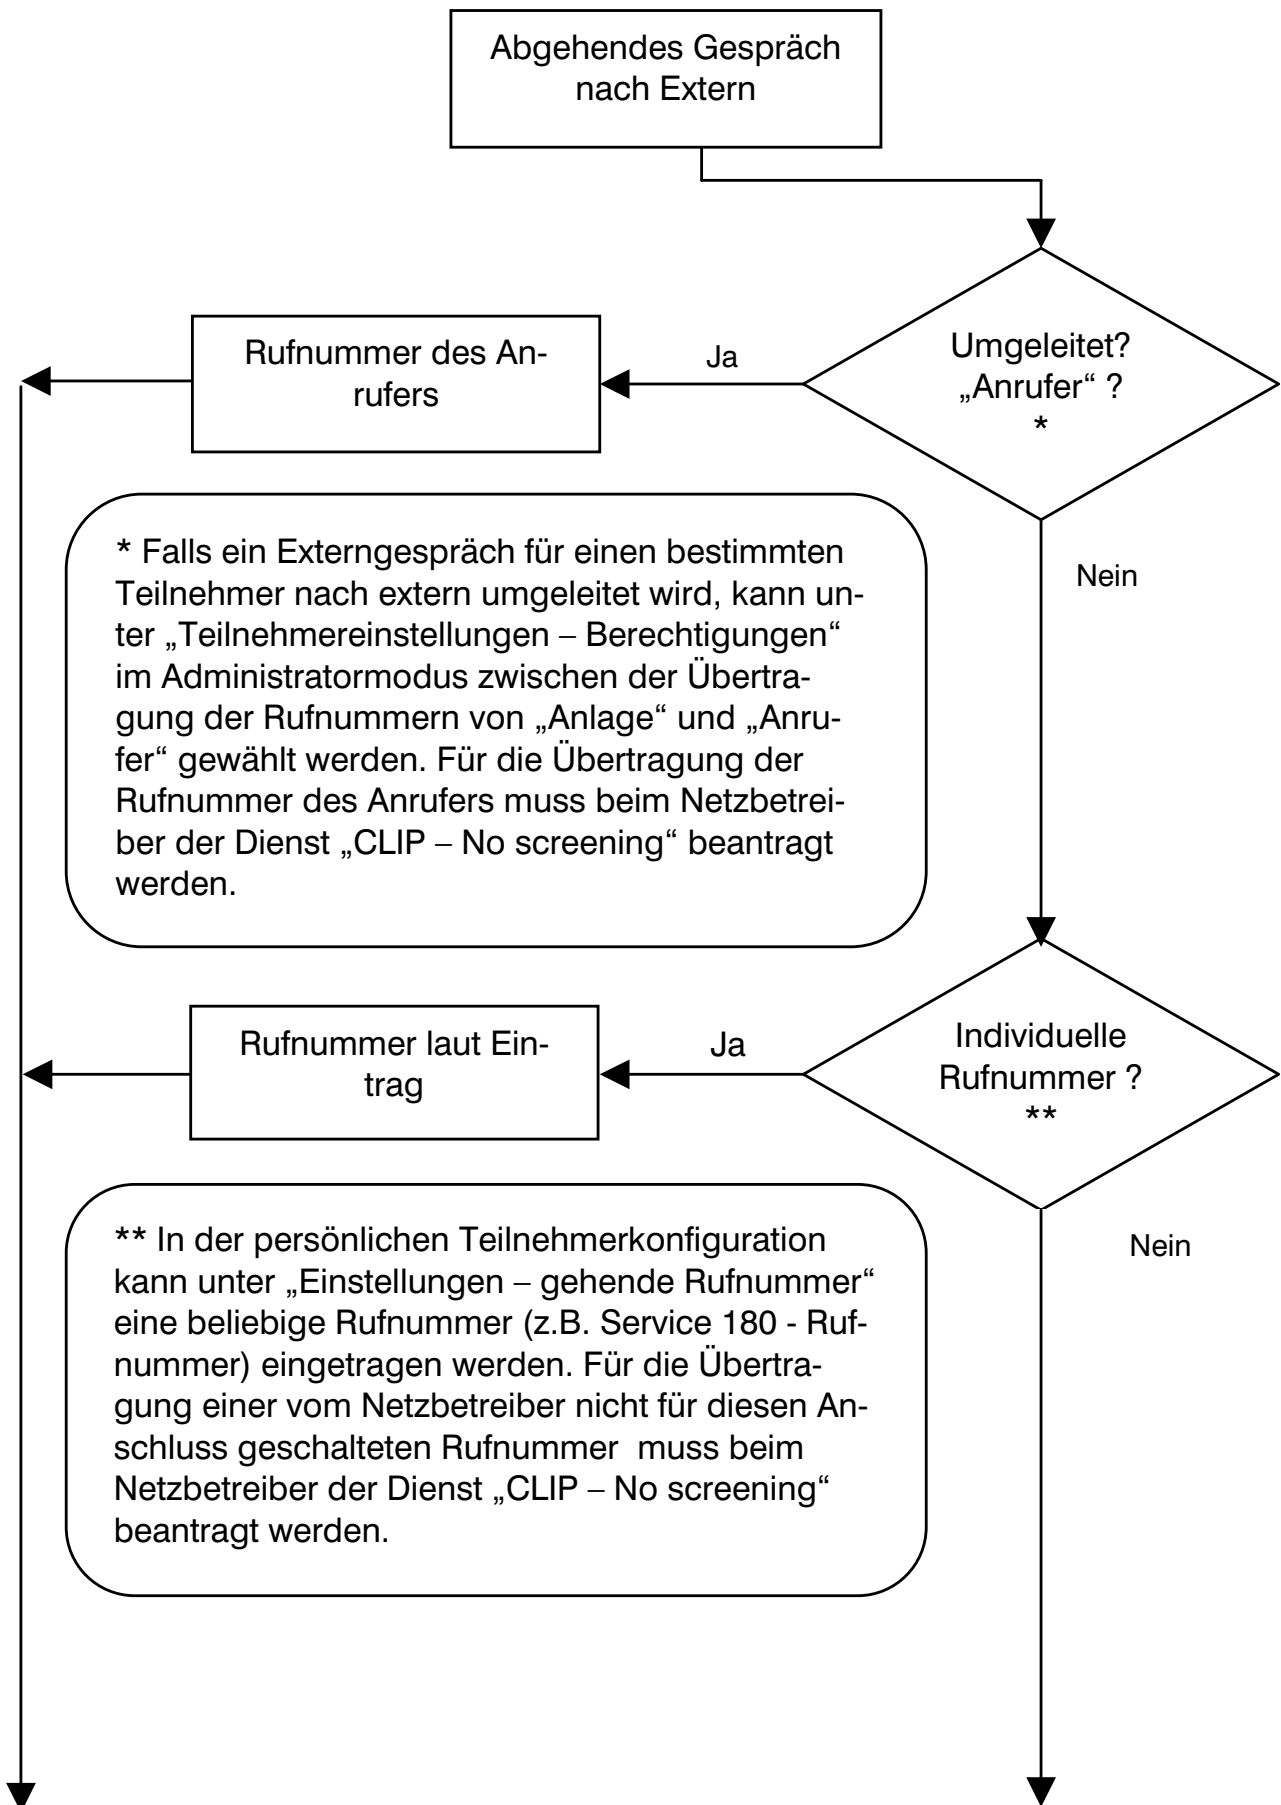 Abgehendes Gespräch
nach Extern
Umgeleitet?
„Anrufer“ ?
*
Ja
Rufnummer des An-
rufers
* Falls ein Externgespräch für einen bestimmten
Teilnehmer nach extern umgeleitet wird, kann un-
ter „Teilnehmereinstellungen – Berechtigungen“
im Administratormodus zwischen der Übertra-
gung der Rufnummern von „Anlage“ und „Anru-
fer“ gewählt werden. Für die Übertragung der
Rufnummer des Anrufers muss beim Netzbetrei-
ber der Dienst „CLIP – No screening“ beantragt
werden.
Nein
Individuelle
Rufnummer ?
**
Ja
Rufnummer laut Ein-
trag
** In der persönlichen Teilnehmerkonfiguration
kann unter „Einstellungen – gehende Rufnummer“
eine beliebige Rufnummer (z.B. Service 180 - Ruf-
nummer) eingetragen werden. Für die Übertra-
gung einer vom Netzbetreiber nicht für diesen An-
schluss geschalteten Rufnummer  muss beim
Netzbetreiber der Dienst „CLIP – No screening“
beantragt werden.
Nein